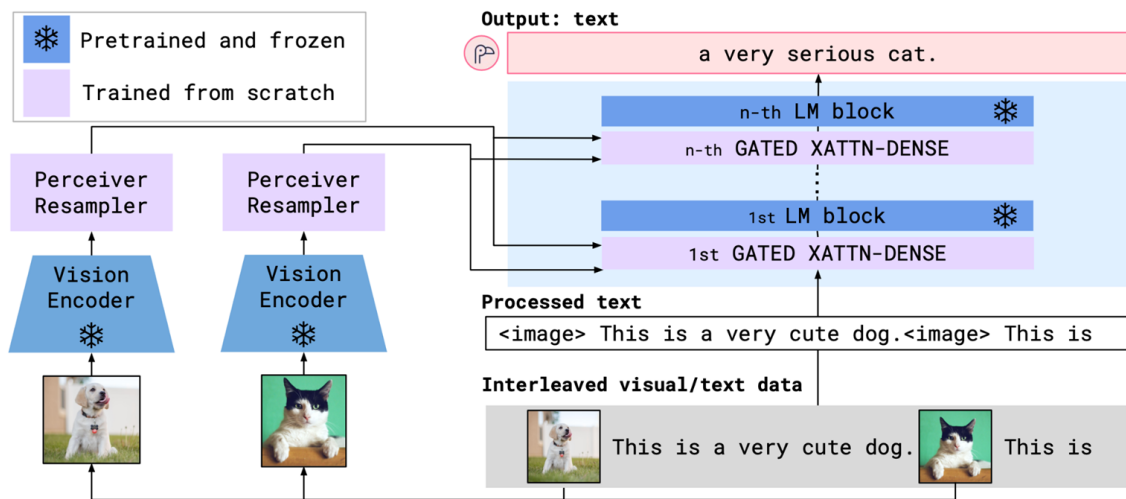 Pretrained and frozen
Trained from scratch
Output: text
a very serious cat.
n-th LM block
n-th GATED XATTN-DENSE
1st LM block
1st GATED XATTN-DENSE
Perceiver
Resampler
Perceiver
Resampler
Vision
Encoder
Vision
Encoder
Processed text
<image> This is a very cute dog.<image> This is
Interleaved visual/text data
This is a very cute dog.
This is